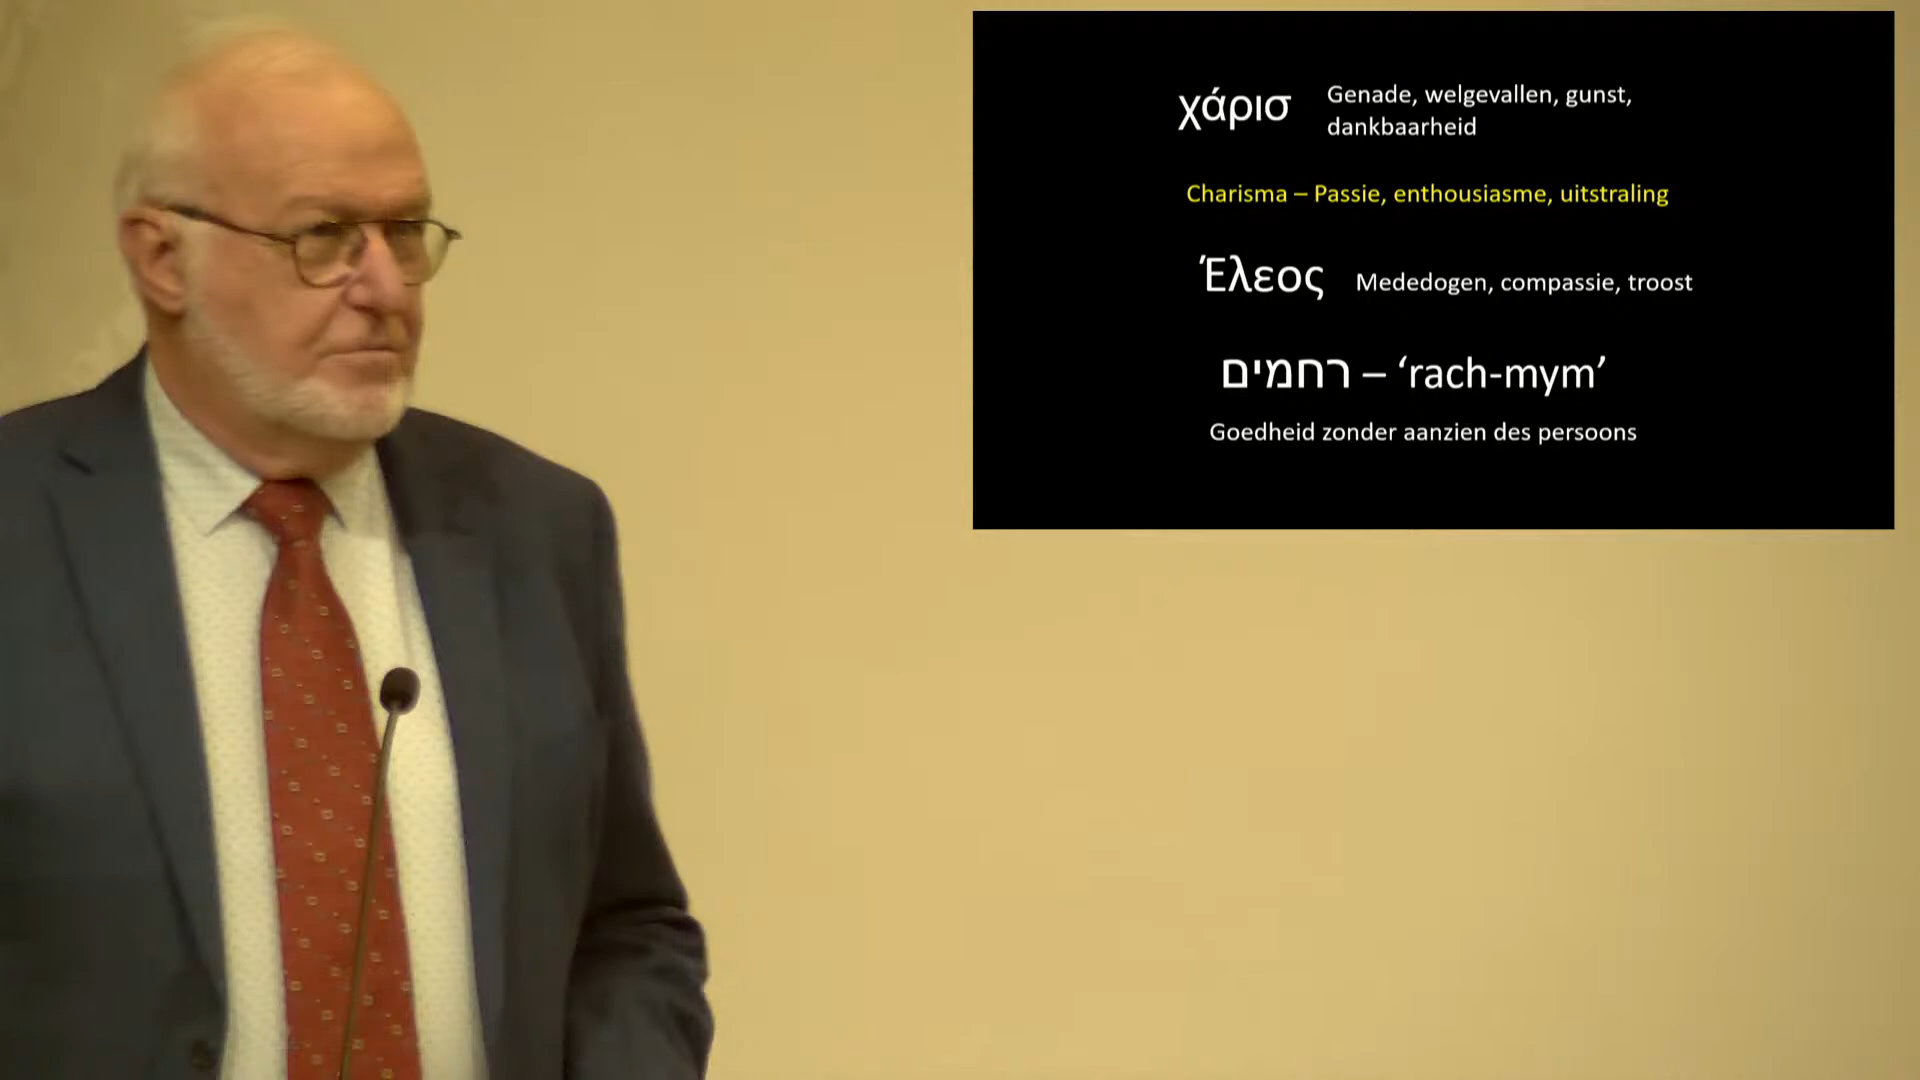 χάρισ Genade, welgevallen, gunst,
dankbaarheid
Charisma – Passie, enthousiasme, uitstraling
Έλεος Mededogen, compassie, troost
רחמים – ‘rach-mym’
Goedheid zonder aanzien des persoons